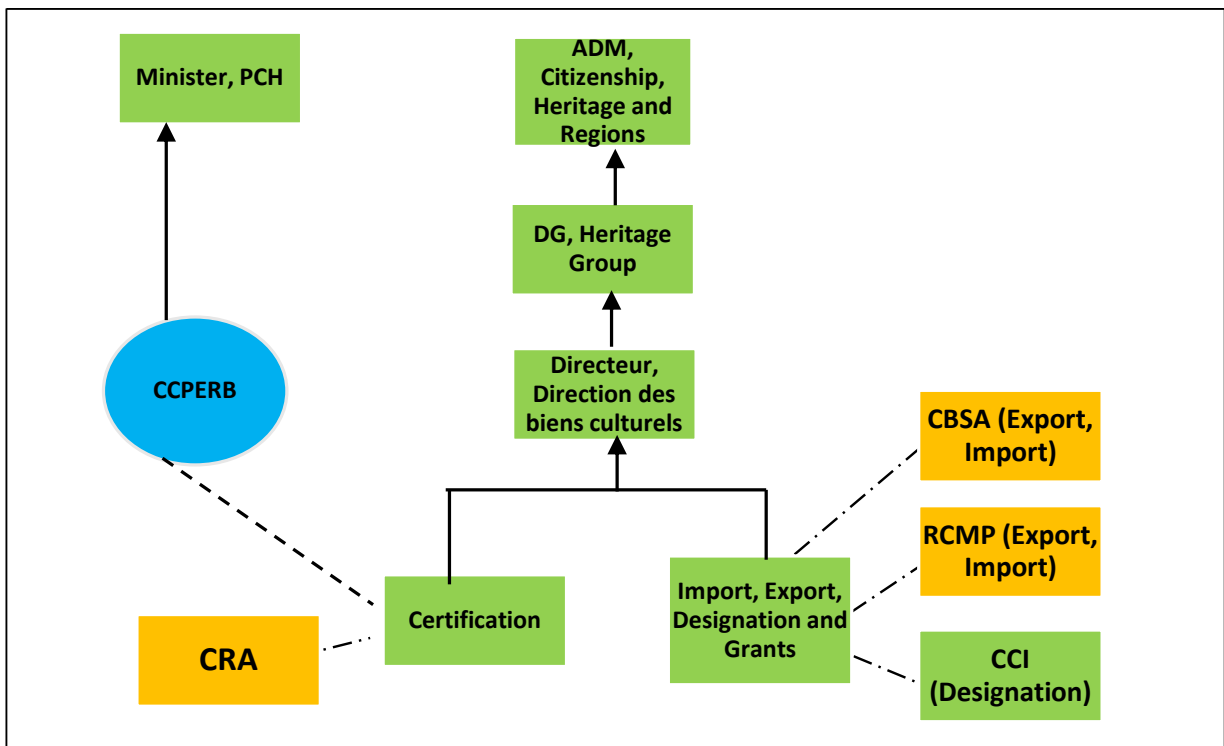 Minister, PCH
ADM,
Citizenship,
Heritage and
Regions
DG, Heritage
Group
CCPERB
Directeur,
Direction des
biens culturels
CBSA (Export,
Import)
RCMP (Export,
Import)
Certification
Import, Export,
Designation and
Grants
CRA
CCI
(Designation)